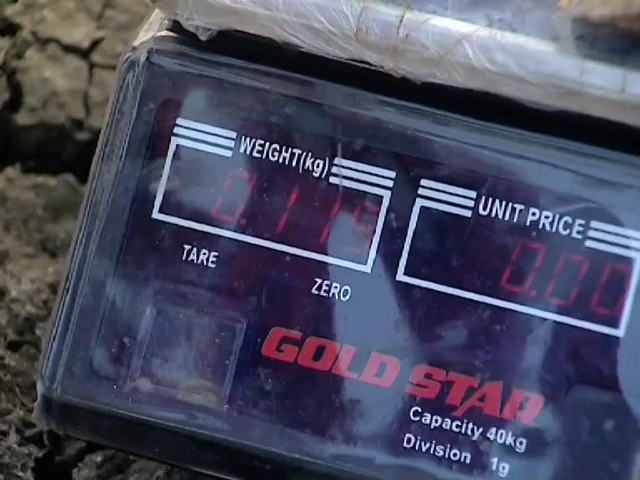 WEIGHT(kg) UNIT PRICE
0.115 0.00
TARE ZERO
GOLD STAR
Capacity 40kg
Division 1g